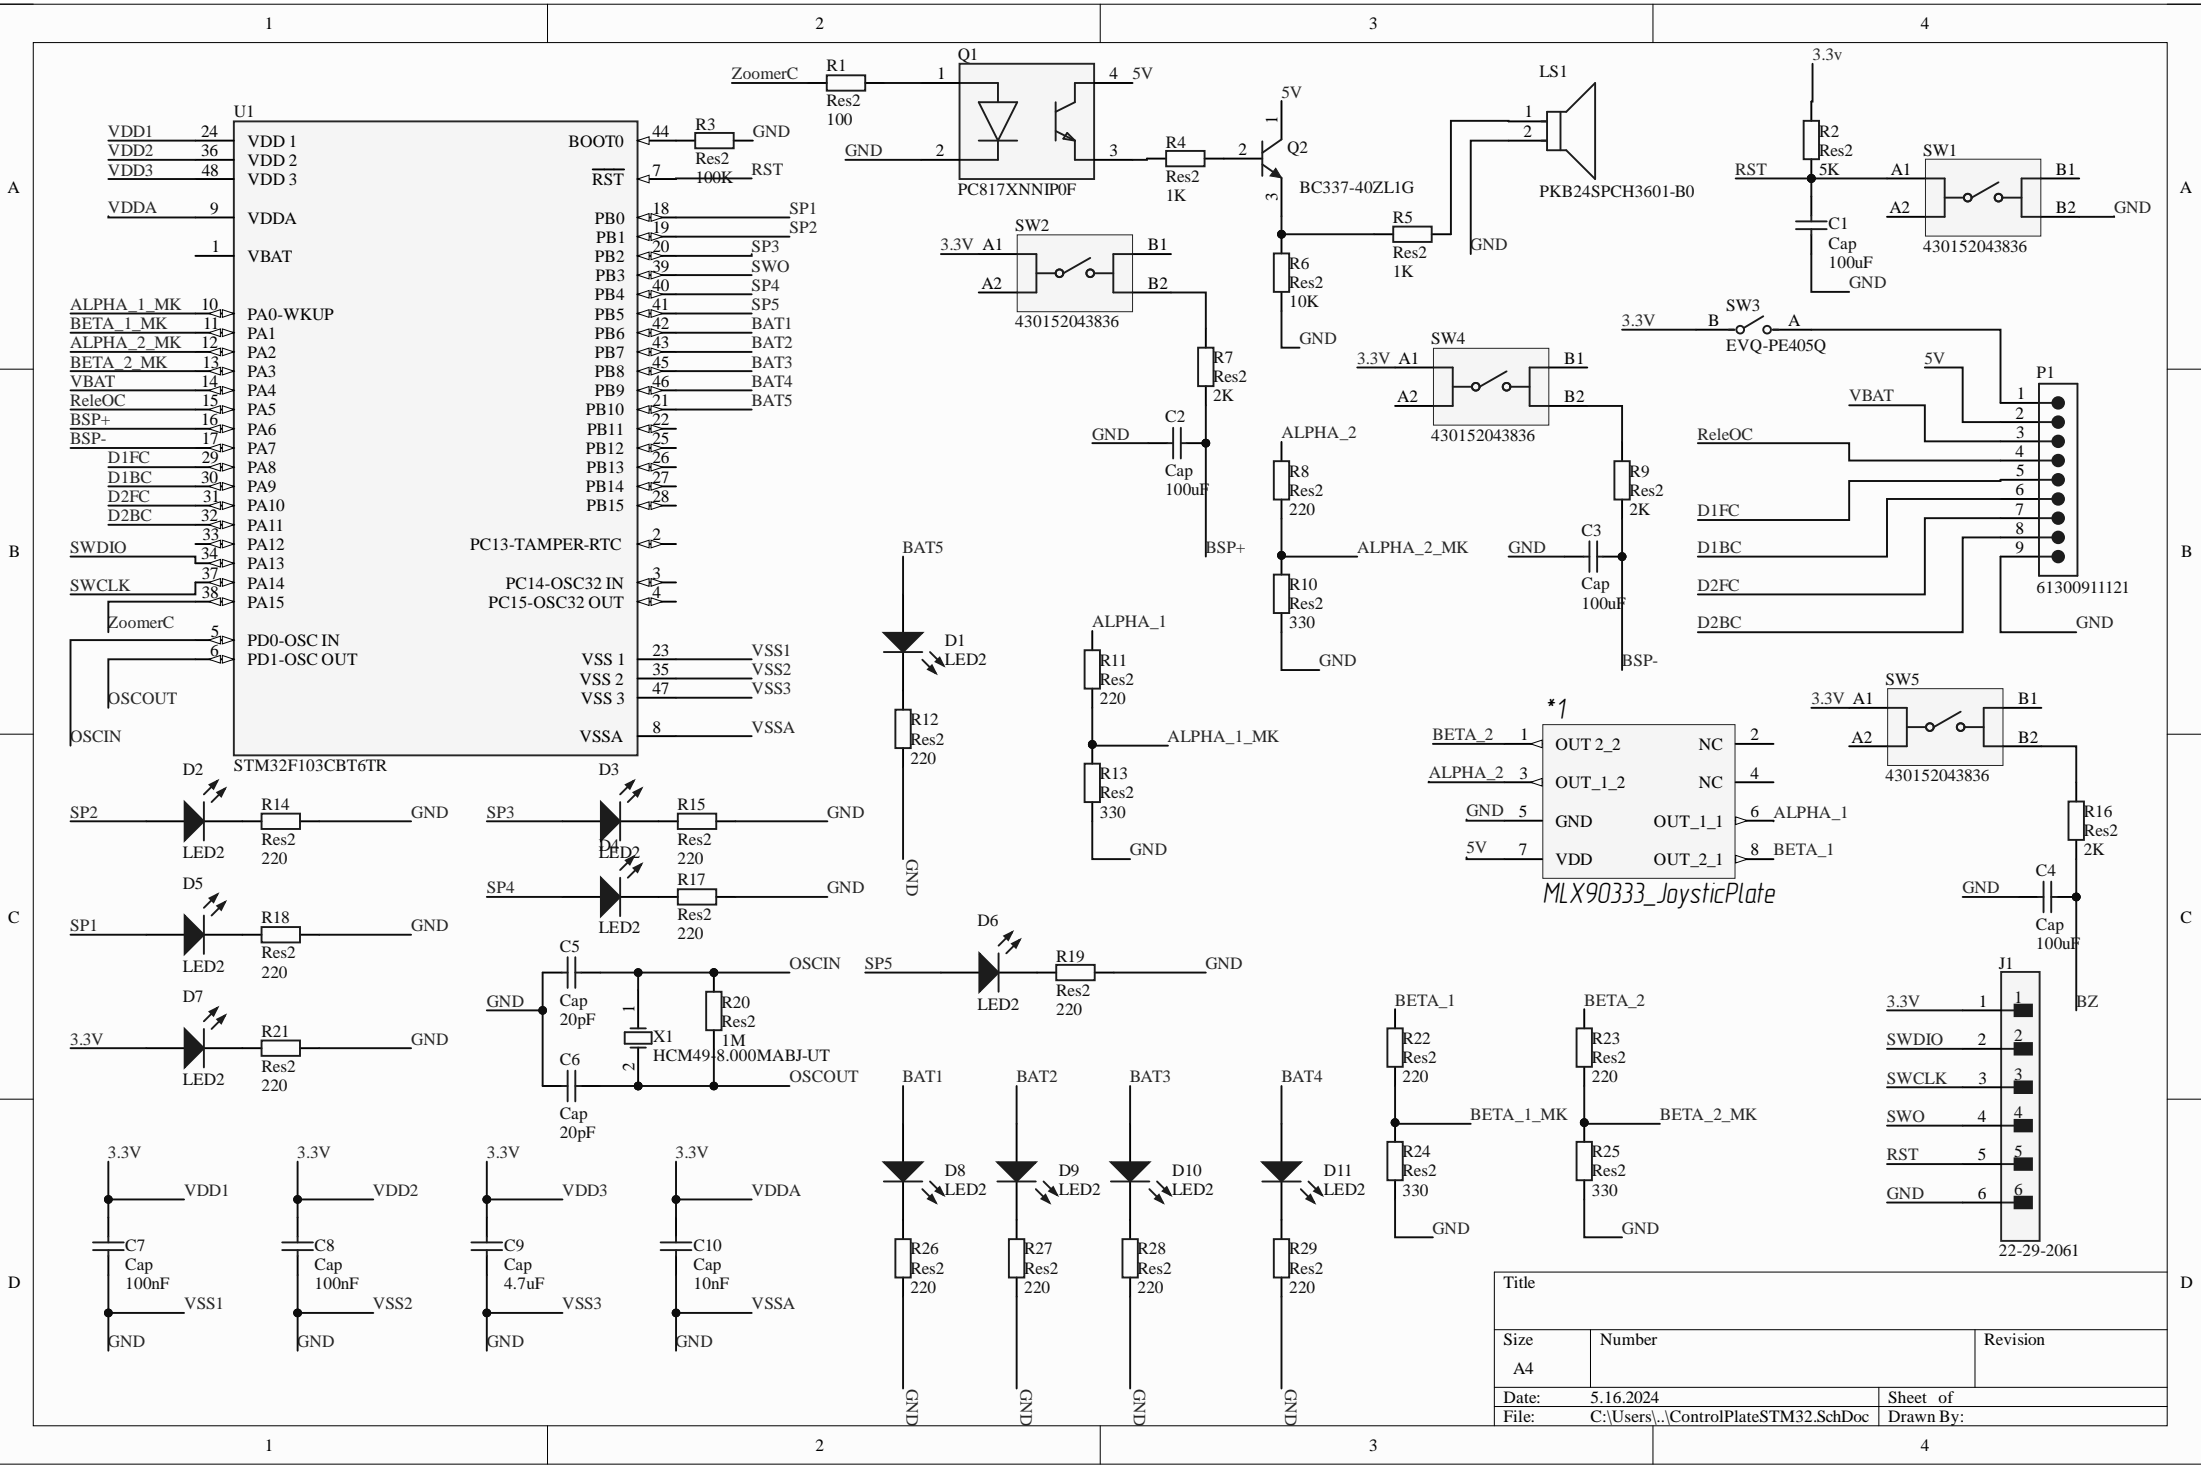 1 2 3 4
A
B
C
D
A
B
C
D
U1
VDD1 24 VDD 1
VDD2 36 VDD 2
VDD3 48 VDD 3
VDDA 9 VDDA
1 VBAT
ALPHA_1_MK 10 PA0-WKUP
BETA_1_MK 11 PA1
ALPHA_2_MK 12 PA2
BETA_2_MK 13 PA3
VBAT 14 PA4
ReleOC 15 PA5
BSP+ 16 PA6
BSP- 17 PA7
D1FC 29 PA8
D1BC 30 PA9
D2FC 31 PA10
D2BC 32 PA11
33 PA12
SWDIO 34 PA13
SWCLK 37 PA14
38 PA15
ZoomerC
5 PD0-OSC IN
6 PD1-OSC OUT
OSCOUT
OSCIN
BOOT0 44
R3
Res2
100K
GND
RST 7 RST
PB0 18 SP1
PB1 19 SP2
PB2 20 SP3
PB3 39 SWO
PB4 40 SP4
PB5 41 SP5
PB6 42 BAT1
PB7 43 BAT2
PB8 45 BAT3
PB9 46 BAT4
PB10 21 BAT5
PB11 22
PB12 25
PB13 26
PB14 27
PB15 28
PC13-TAMPER-RTC 2
PC14-OSC32 IN 3
PC15-OSC32 OUT 4
VSS 1 23 VSS1
VSS 2 35 VSS2
VSS 3 47 VSS3
VSSA 8 VSSA
STM32F103CBT6TR
ZoomerC
R1
Res2
100
Q1
1
2
4 5V
3
GND
PC817XNNIP0F
R4
Res2
1K
5V
1
2
3
Q2
BC337-40ZL1G
R5
Res2
1K
R6
Res2
10K
GND
LS1
1
2
GND
PKB24SPCH3601-B0
3.3v
R2
Res2
5K
RST
C1
Cap
100uF
GND
SW1
A1 B1
A2 B2 GND
430152043836
SW2
3.3V A1 B1
A2 B2
430152043836
R7
Res2
2K
C2
GND
Cap
100uF
BSP+
SW3
3.3V B A
EVQ-PE405Q
SW4
3.3V A1 B1
A2 B2
430152043836
R9
Res2
2K
C3
GND
Cap
100uF
BSP-
P1
5V
VBAT
ReleOC
D1FC
D1BC
D2FC
D2BC
1
2
3
4
5
6
7
8
9
61300911121
GND
ALPHA_2
R8
Res2
220
ALPHA_2_MK
R10
Res2
330
GND
ALPHA_1
R11
Res2
220
ALPHA_1_MK
R13
Res2
330
GND
BAT5
D1
LED2
R12
Res2
220
GND
*1
BETA_2 1 OUT 2_2 NC 2
ALPHA_2 3 OUT_1_2 NC 4
GND 5 GND OUT_1_1 6 ALPHA_1
5V 7 VDD OUT_2_1 8 BETA_1
MLX90333_JoysticPlate
SW5
3.3V A1 B1
A2 B2
430152043836
R16
Res2
2K
C4
GND
Cap
100uF
BZ
D2
SP2
LED2
R14
Res2
220
GND
D3
SP3
LED2
R15
Res2
220
GND
D4
SP4
LED2
R17
Res2
220
GND
D5
SP1
LED2
R18
Res2
220
GND
D6
SP5
LED2
R19
Res2
220
GND
D7
3.3V
LED2
R21
Res2
220
GND
C5
Cap
20pF
GND
C6
Cap
20pF
1
2
X1
HCM49-8.000MABJ-UT
R20
Res2
1M
OSCIN
OSCOUT
BAT1
D8
LED2
R26
Res2
220
GND
BAT2
D9
LED2
R27
Res2
220
GND
BAT3
D10
LED2
R28
Res2
220
GND
BAT4
D11
LED2
R29
Res2
220
GND
BETA_1
R22
Res2
220
BETA_1_MK
R24
Res2
330
GND
BETA_2
R23
Res2
220
BETA_2_MK
R25
Res2
330
GND
J1
3.3V 1 1
SWDIO 2 2
SWCLK 3 3
SWO 4 4
RST 5 5
GND 6 6
22-29-2061
3.3V
VDD1
C7
Cap
100nF
VSS1
GND
3.3V
VDD2
C8
Cap
100nF
VSS2
GND
3.3V
VDD3
C9
Cap
4.7uF
VSS3
GND
3.3V
VDDA
C10
Cap
10nF
VSSA
GND
Title
Size Number Revision
A4
Date: 5.16.2024 Sheet of
File: C:\Users\..\ControlPlateSTM32.SchDoc Drawn By:
1 2 3 4